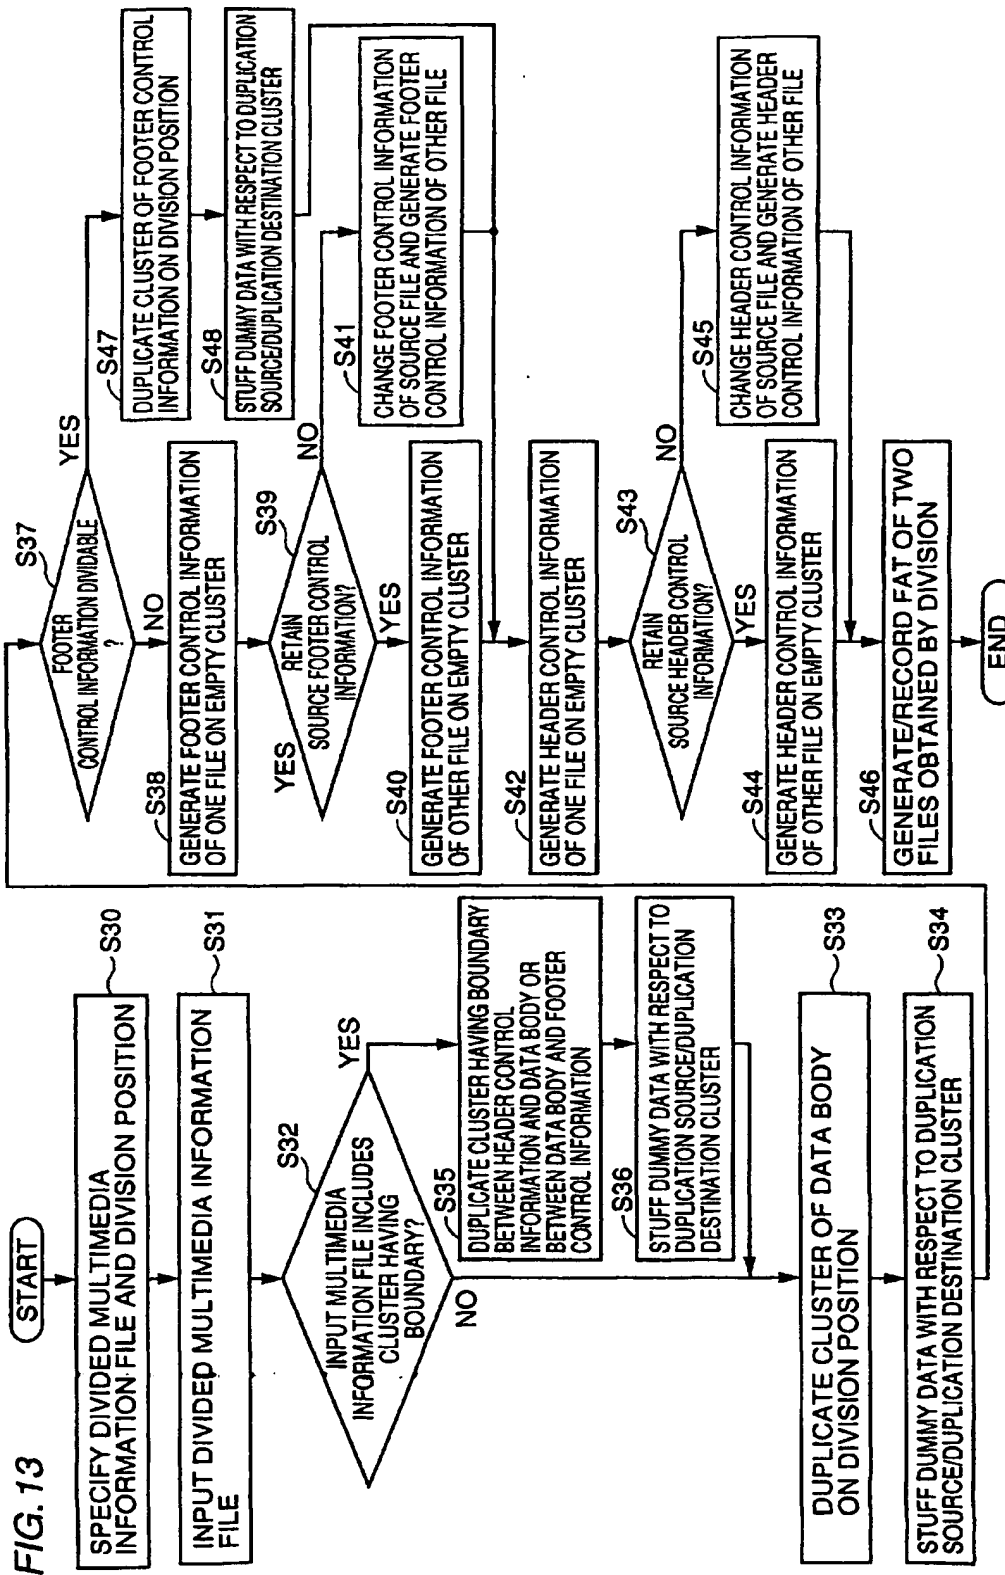 FIG. 13
START
S30
SPECIFY DIVIDED MULTIMEDIA
INFORMATION FILE AND DIVISION POSITION
S31
INPUT DIVIDED MULTIMEDIA INFORMATION
FILE
S32
INPUT MULTIMEDIA
INFORMATION FILE INCLUDES
CLUSTER HAVING
BOUNDARY?
YES
NO
S35
DUPLICATE CLUSTER HAVING BOUNDARY
BETWEEN HEADER CONTROL
INFORMATION AND DATA BODY OR
BETWEEN DATA BODY AND FOOTER
CONTROL INFORMATION
S36
STUFF DUMMY DATA WITH RESPECT TO
DUPLICATION SOURCE/DUPLICATION
DESTINATION CLUSTER
S33
DUPLICATE CLUSTER OF DATA BODY
ON DIVISION POSITION
S34
STUFF DUMMY DATA WITH RESPECT TO DUPLICATION
SOURCE/DUPLICATION DESTINATION CLUSTER
S37
FOOTER
CONTROL INFORMATION DIVIDABLE
?
YES
NO
S47
DUPLICATE CLUSTER OF FOOTER CONTROL
INFORMATION ON DIVISION POSITION
S48
STUFF DUMMY DATA WITH RESPECT TO DUPLICATION
SOURCE/DUPLICATION DESTINATION CLUSTER
S38
GENERATE FOOTER CONTROL INFORMATION
OF ONE FILE ON EMPTY CLUSTER
S39
RETAIN
SOURCE FOOTER CONTROL
INFORMATION?
YES
YES
NO
S41
CHANGE FOOTER CONTROL INFORMATION
OF SOURCE FILE AND GENERATE FOOTER
CONTROL INFORMATION OF OTHER FILE
S40
GENERATE FOOTER CONTROL INFORMATION
OF OTHER FILE ON EMPTY CLUSTER
S42
GENERATE HEADER CONTROL INFORMATION
OF ONE FILE ON EMPTY CLUSTER
S43
RETAIN
SOURCE HEADER CONTROL
INFORMATION?
YES
NO
S45
CHANGE HEADER CONTROL INFORMATION
OF SOURCE FILE AND GENERATE HEADER
CONTROL INFORMATION OF OTHER FILE
S44
GENERATE HEADER CONTROL INFORMATION
OF OTHER FILE ON EMPTY CLUSTER
S46
GENERATE/RECORD FAT OF TWO
FILES OBTAINED BY DIVISION
END